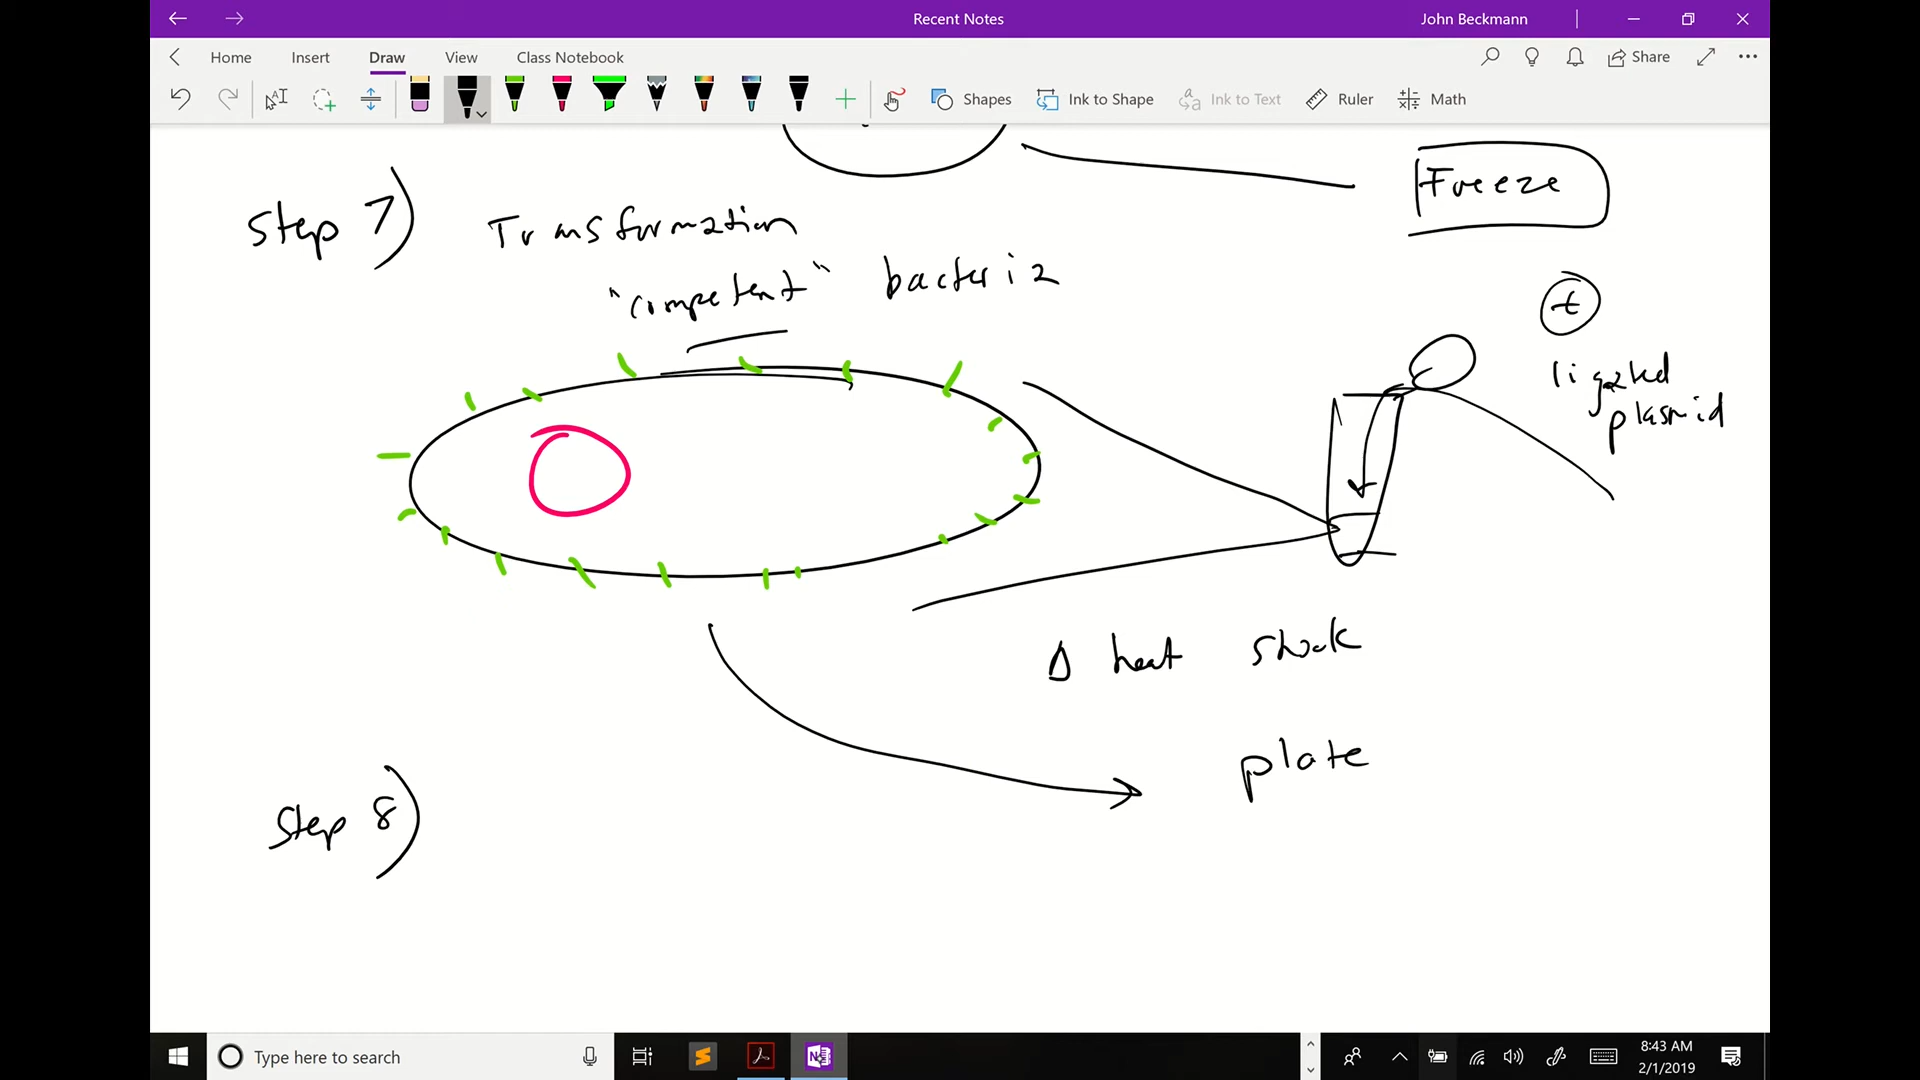 Recent Notes
John Beckmann
Home Insert Draw View Class Notebook
Share
Shapes Ink to Shape Ink to Text Ruler Math
Freeze
Step 7) Transformation
"competent" bacteria
+
ligated
plasmid
Δ heat shock
plate
Step 8)
Type here to search
8:43 AM
2/1/2019